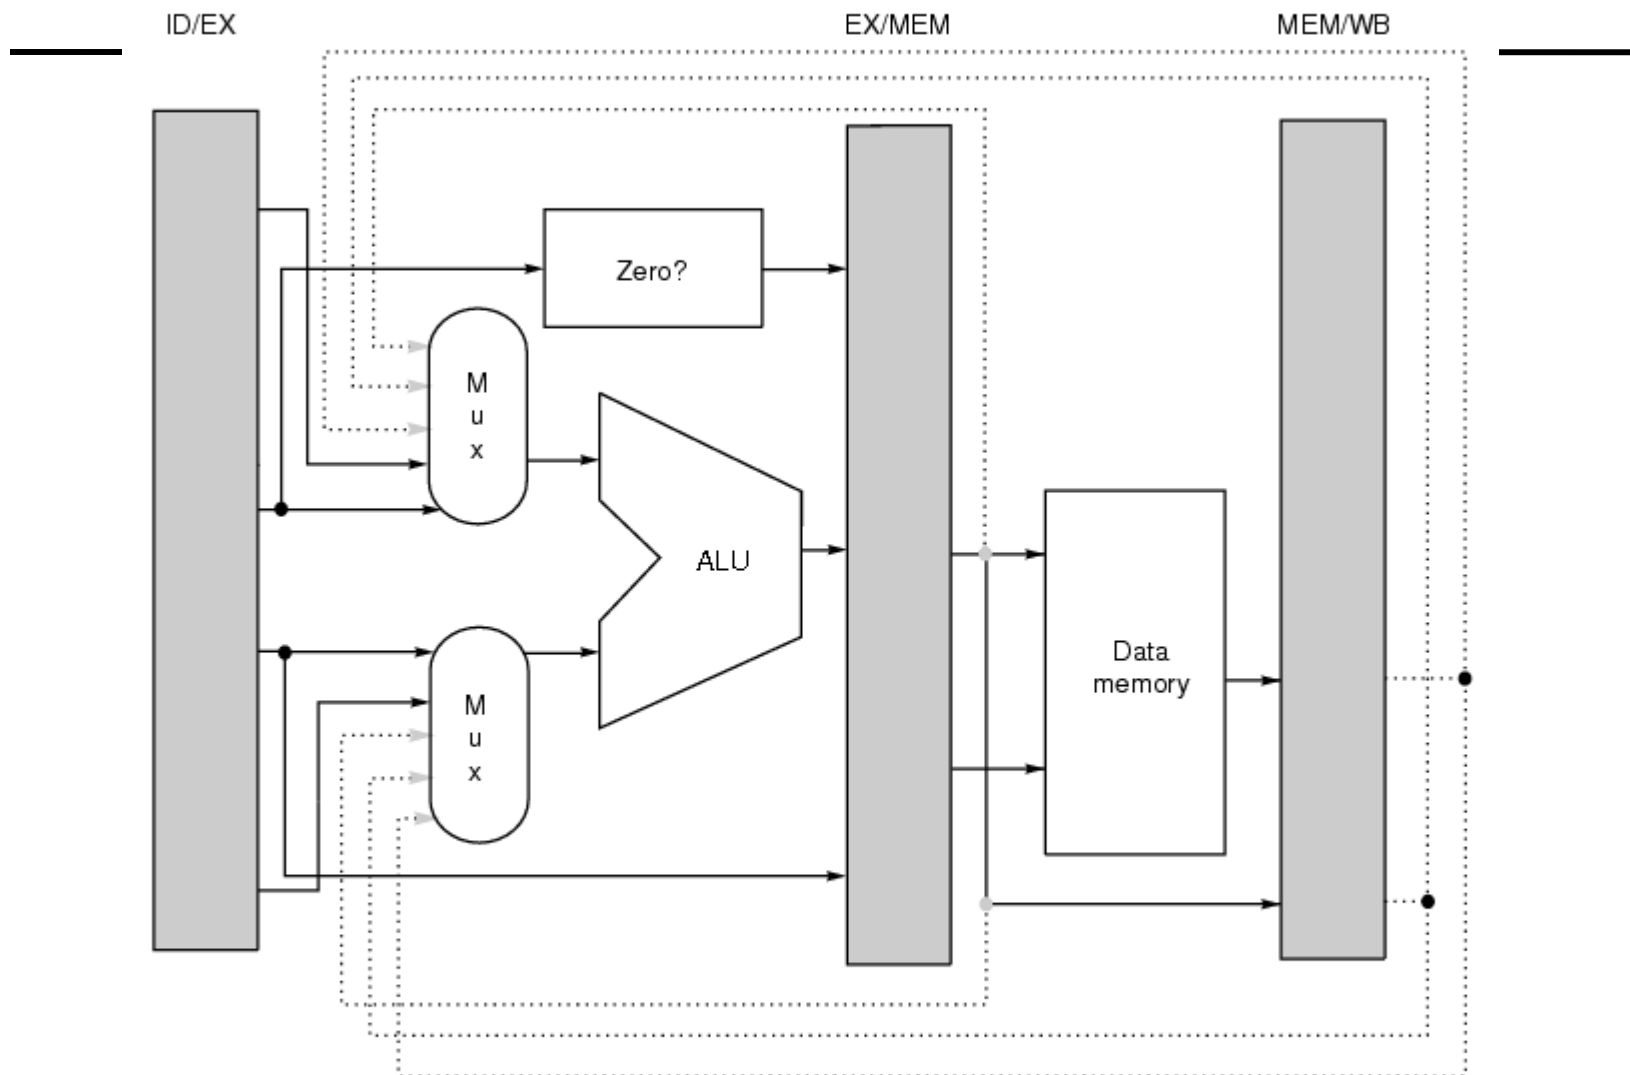 ID/EX
EX/MEM
MEM/WB
Zero?
M
u
x
ALU
M
u
x
Data
memory